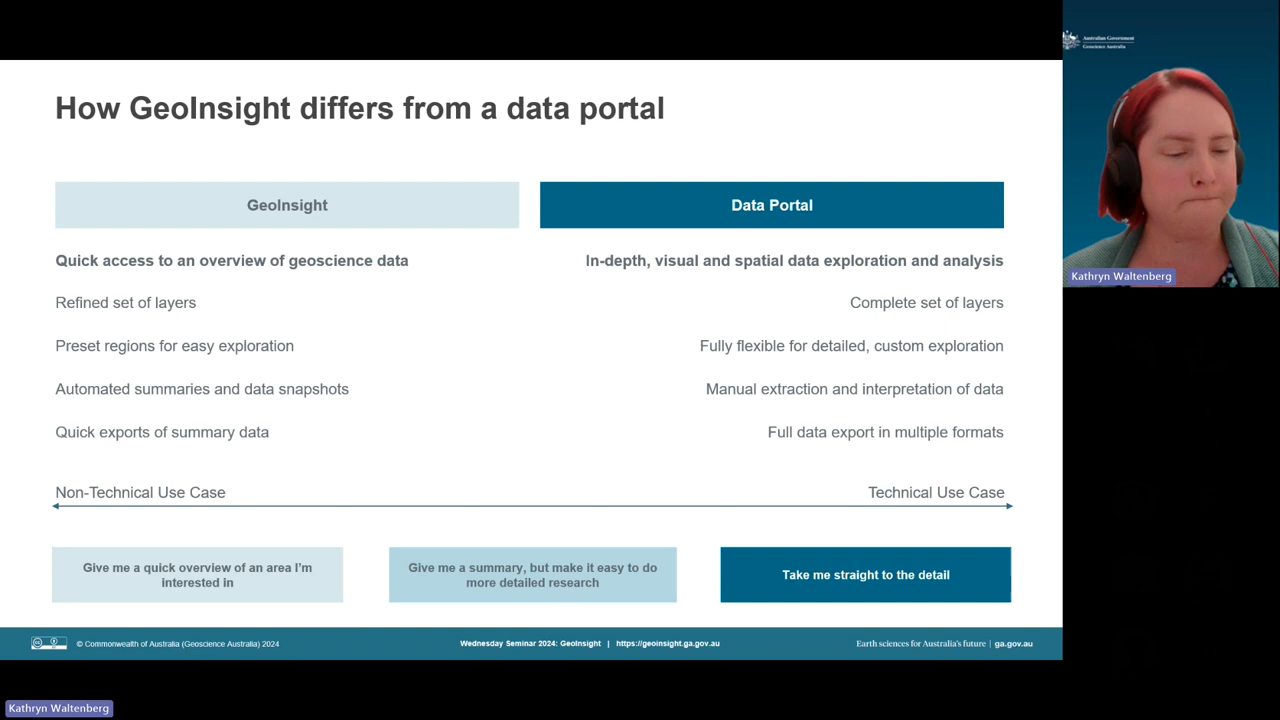 How GeoInsight differs from a data portal
GeoInsight
Data Portal
Quick access to an overview of geoscience data
In-depth, visual and spatial data exploration and analysis
Refined set of layers
Complete set of layers
Preset regions for easy exploration
Fully flexible for detailed, custom exploration
Automated summaries and data snapshots
Manual extraction and interpretation of data
Quick exports of summary data
Full data export in multiple formats
Non-Technical Use Case
Technical Use Case
Give me a quick overview of an area I'm
interested in
Give me a summary, but make it easy to do
more detailed research
Take me straight to the detail
© Commonwealth of Australia (Geoscience Australia) 2024
Wednesday Seminar 2024: GeoInsight | https://geoinsight.ga.gov.au
Earth sciences for Australia's future | ga.gov.au
Australian Government
Geoscience Australia
Kathryn Waltenberg
Kathryn Waltenberg